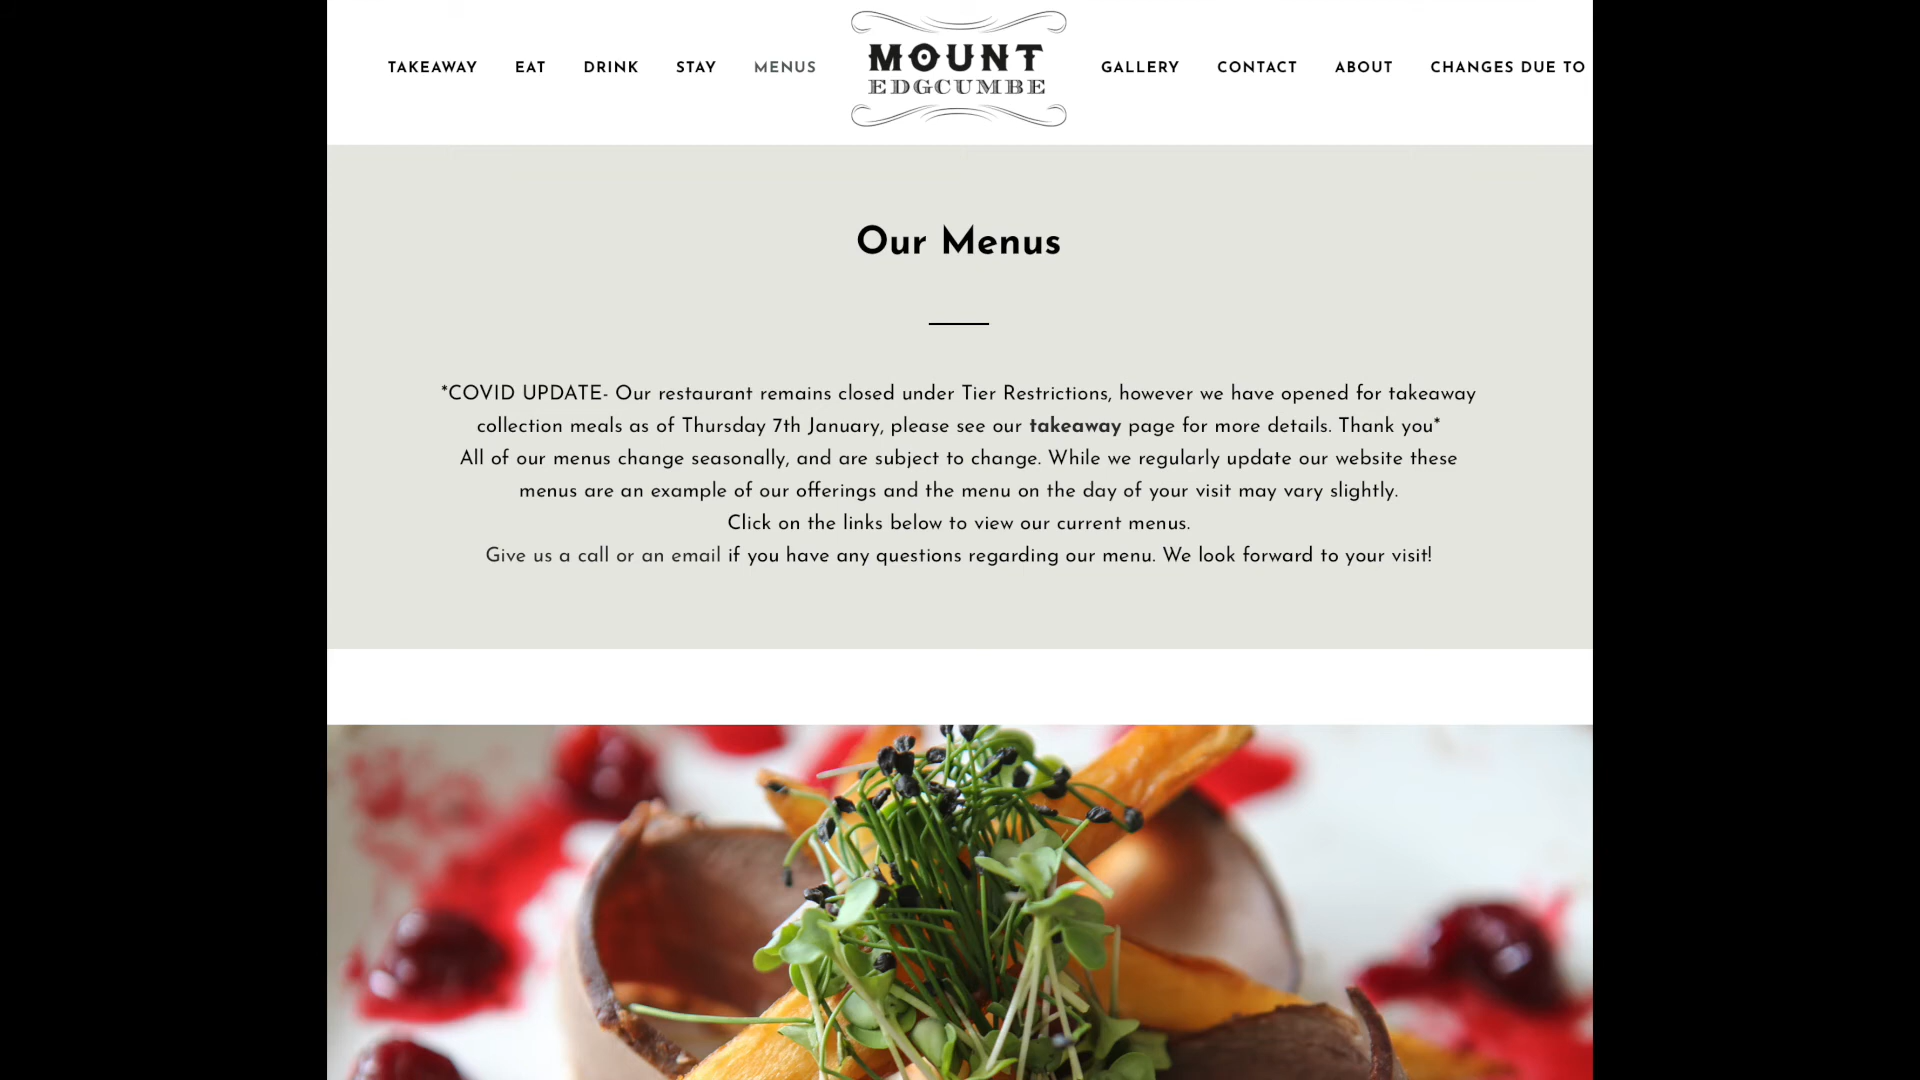 TAKEAWAY EAT DRINK STAY MENUS MOUNT EDGCUMBE GALLERY CONTACT ABOUT CHANGES DUE TO
Our Menus
*COVID UPDATE- Our restaurant remains closed under Tier Restrictions, however we have opened for takeaway
collection meals as of Thursday 7th January, please see our takeaway page for more details. Thank you*
All of our menus change seasonally, and are subject to change. While we regularly update our website these
menus are an example of our offerings and the menu on the day of your visit may vary slightly.
Click on the links below to view our current menus.
Give us a call or an email if you have any questions regarding our menu. We look forward to your visit!